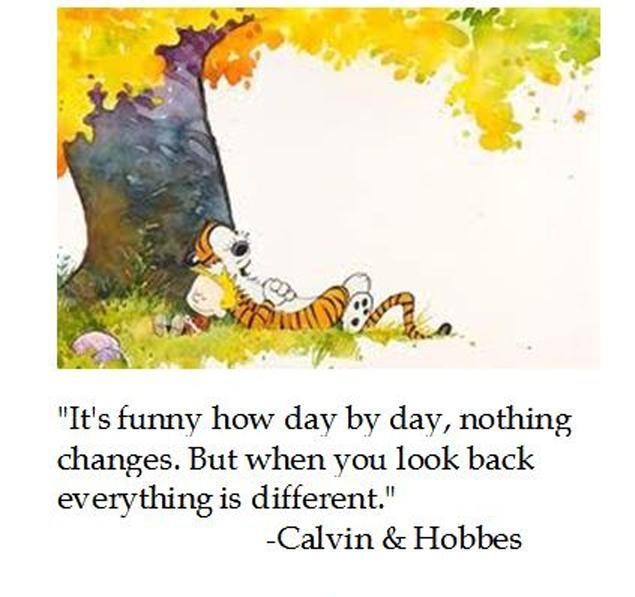 "It's funny how day by day, nothing
changes. But when you look back
everything is different."
-Calvin & Hobbes